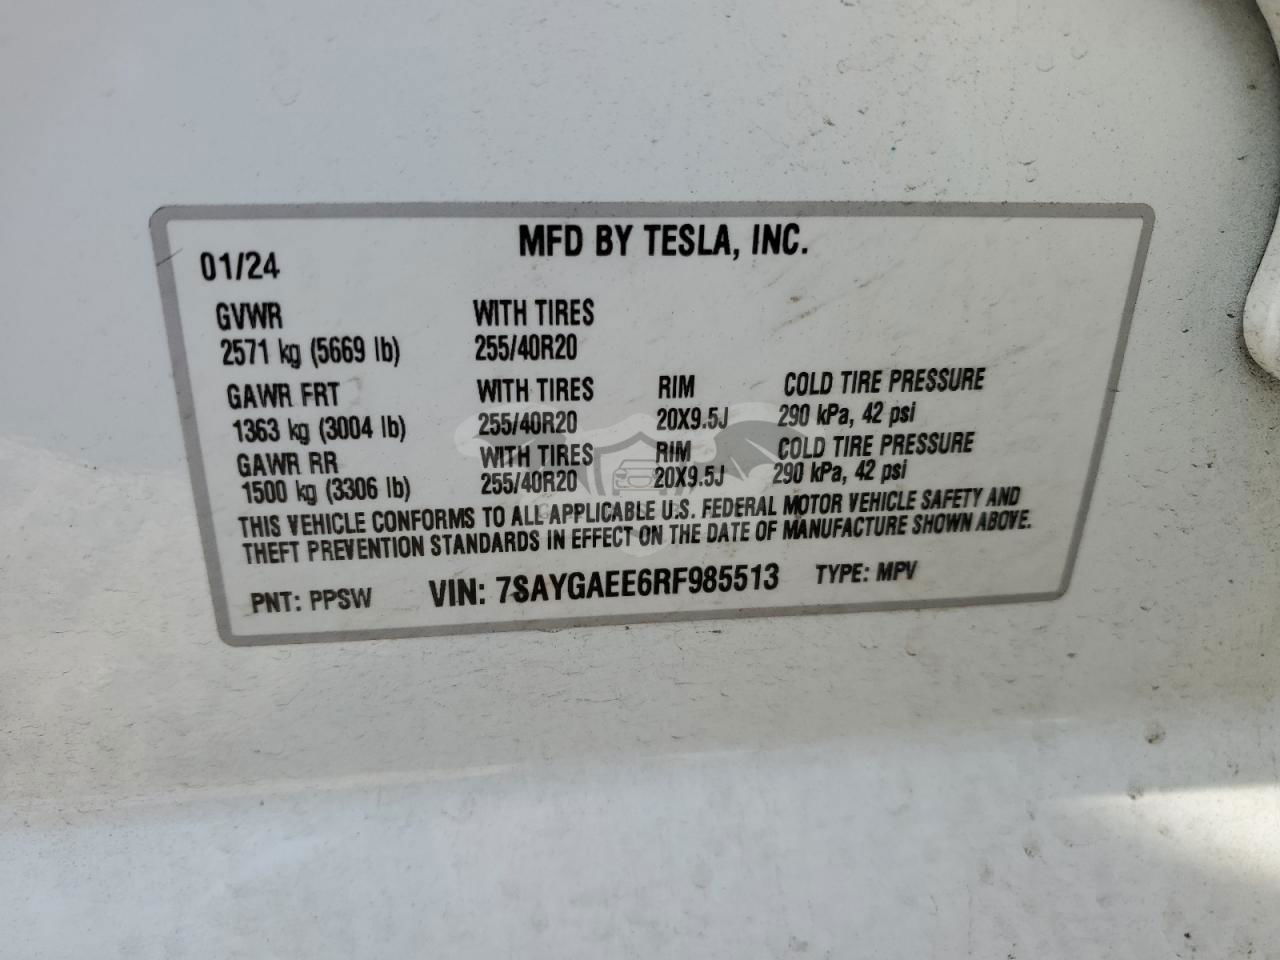 MFD BY TESLA, INC.
01/24
GVWR WITH TIRES
2571 kg (5669 lb) 255/40R20
GAWR FRT WITH TIRES RIM COLD TIRE PRESSURE
1363 kg (3004 lb) 255/40R20 20X9.5J 290 kPa, 42 psi
GAWR RR WITH TIRES RIM COLD TIRE PRESSURE
1500 kg (3306 lb) 255/40R20 20X9.5J 290 kPa, 42 psi
THIS VEHICLE CONFORMS TO ALL APPLICABLE U.S. FEDERAL MOTOR VEHICLE SAFETY AND
THEFT PREVENTION STANDARDS IN EFFECT ON THE DATE OF MANUFACTURE SHOWN ABOVE.
PNT: PPSW VIN: 7SAYGAEE6RF985513 TYPE: MPV